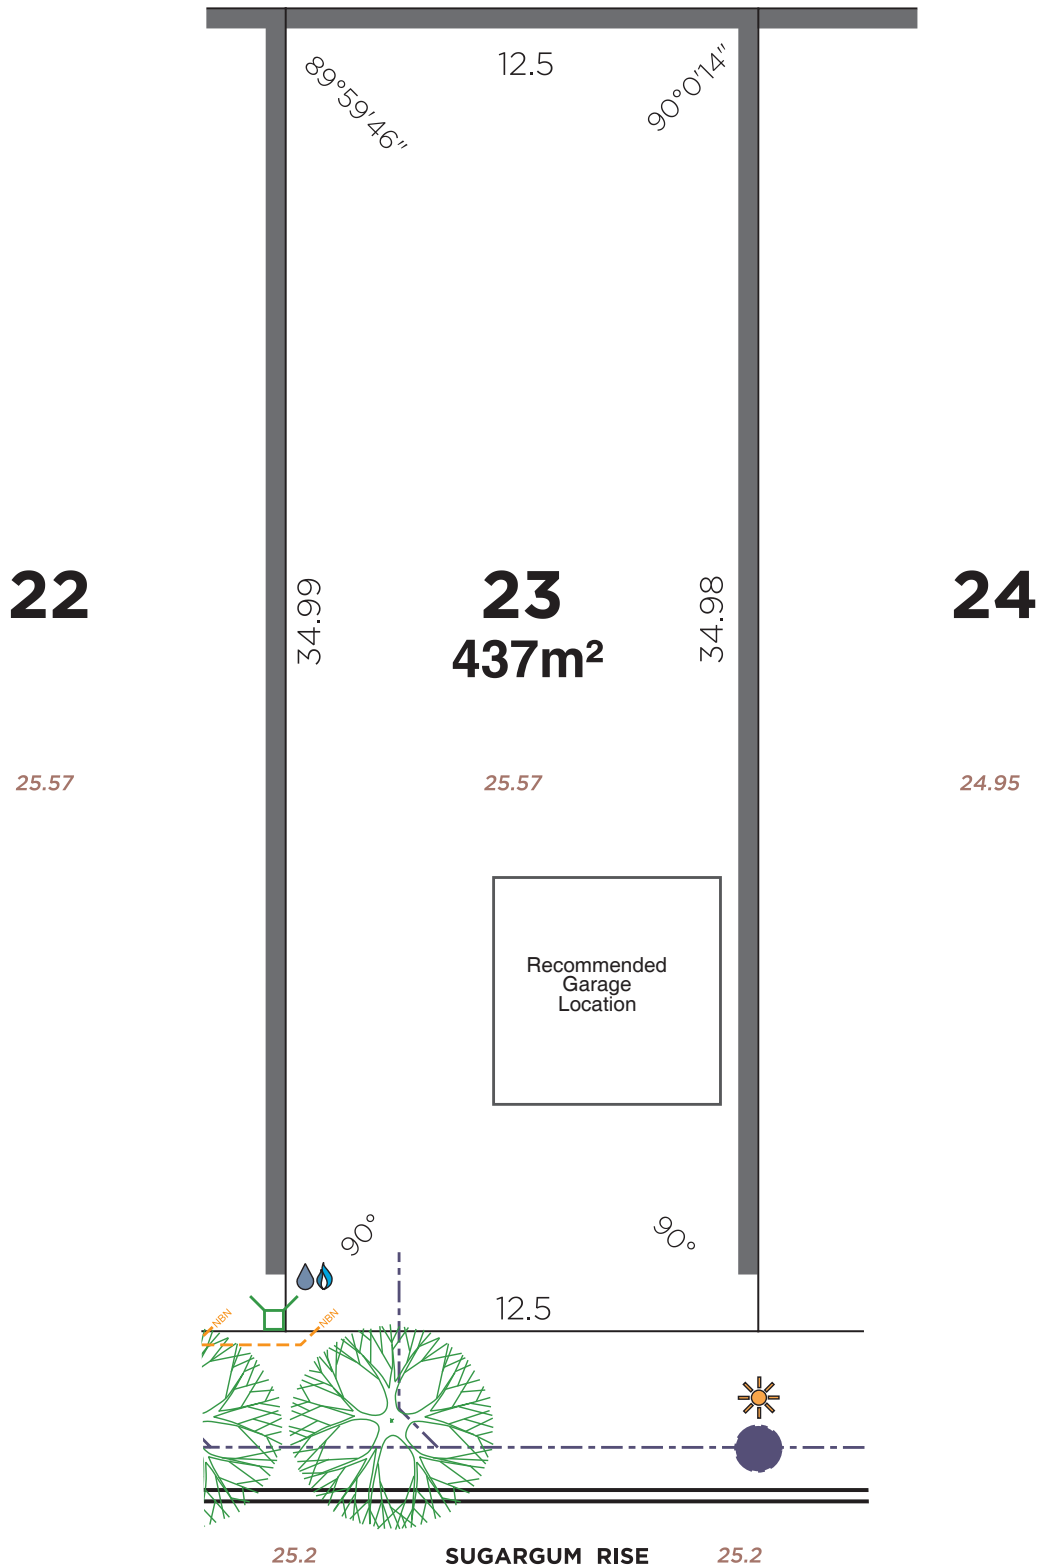 12.5
89°59'46"
90°0'14"
22
23
24
437m²
34.99
34.98
25.57
25.57
24.95
Recommended
Garage
Location
90°
90°
12.5
NBN
NBN
25.2
SUGARGUM RISE
25.2